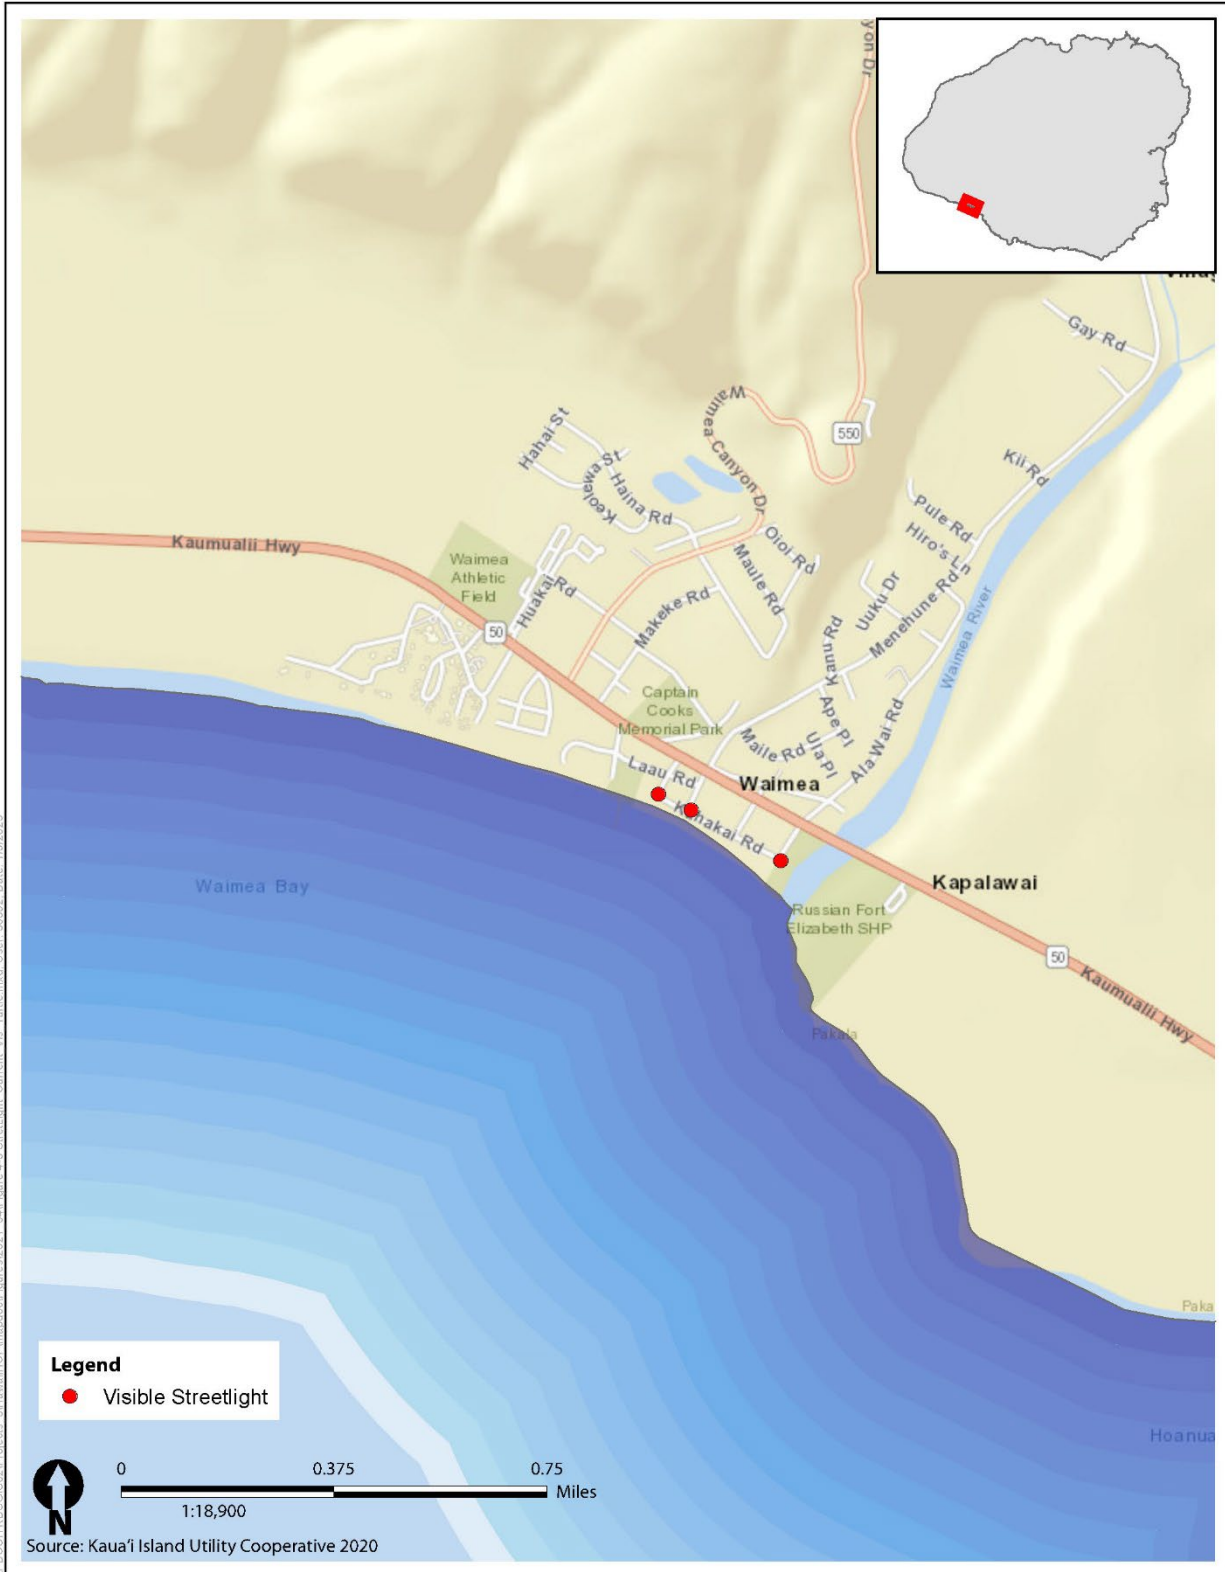 yon Dr
Gay Rd
Waimea Canyon Dr
550
Hahai St
Keolewa St
Haina Rd
Kii Rd
Pule Rd
Hiro's Ln
Oioi Rd
Maule Rd
Kaumualii Hwy
Waimea
Athletic
Field
Huakai
Rd
Makeke Rd
Uuku Dr
Menehune Rd
Waimea River
50
Kaunu Rd
Captain
Cooks
Memorial Park
Ape Pl
Maile Rd
Ula Pl
Ala Wai Rd
Laau Rd
Waimea
Waimea Bay
Kapalawai
Russian Fort
Elizabeth SHP
50
Kaumualii Hwy
Pakala
Paka
Hoanua
Legend
Visible Streetlight
0 0.375 0.75
Miles
1:18,900
N
Source: Kaua‘i Island Utility Cooperative 2020